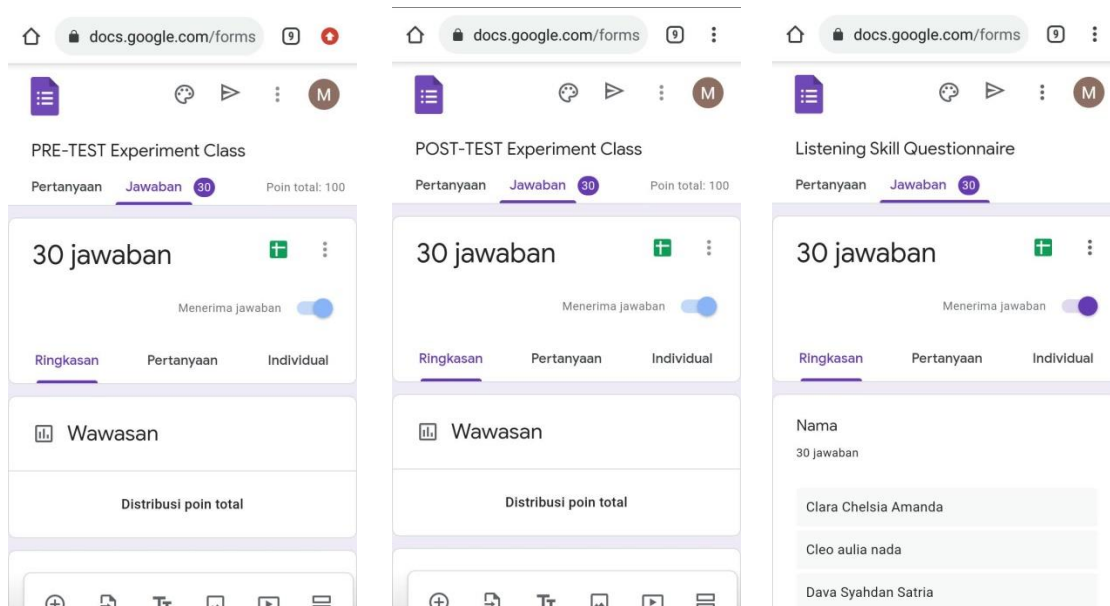 docs.google.com/forms
9
M
PRE-TEST Experiment Class
Pertanyaan Jawaban 30 Poin total: 100
30 jawaban
Menerima jawaban
Ringkasan Pertanyaan Individual
Wawasan
Distribusi poin total
Tт
docs.google.com/forms
9
M
POST-TEST Experiment Class
Pertanyaan Jawaban 30 Poin total: 100
30 jawaban
Menerima jawaban
Ringkasan Pertanyaan Individual
Wawasan
Distribusi poin total
Tт
docs.google.com/forms
9
M
Listening Skill Questionnaire
Pertanyaan Jawaban 30
30 jawaban
Menerima jawaban
Ringkasan Pertanyaan Individual
Nama
30 jawaban
Clara Chelsia Amanda
Cleo aulia nada
Dava Syahdan Satria